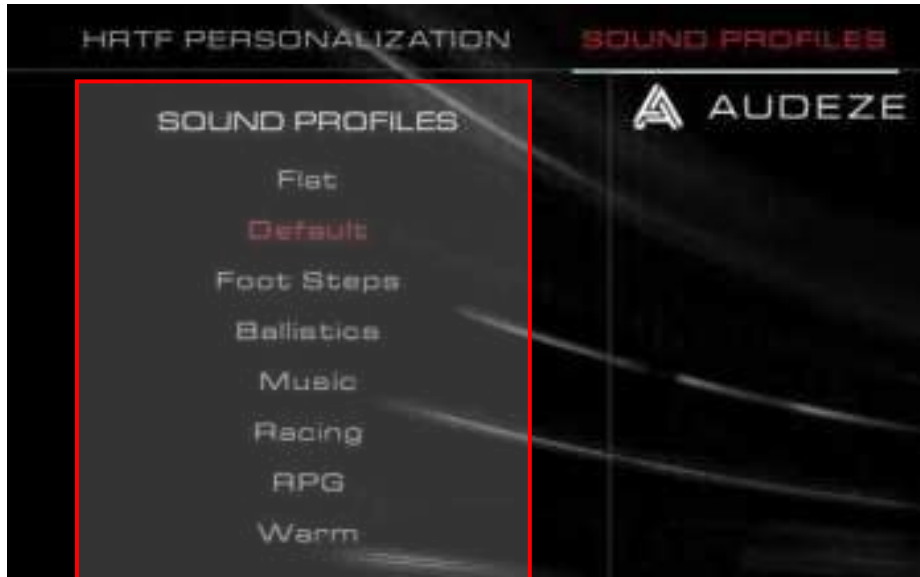 HRTF PERSONALIZATION
SOUND PROFILES
AUDEZE
SOUND PROFILES
Flat
Default
Foot Steps
Ballistics
Music
Racing
RPG
Warm